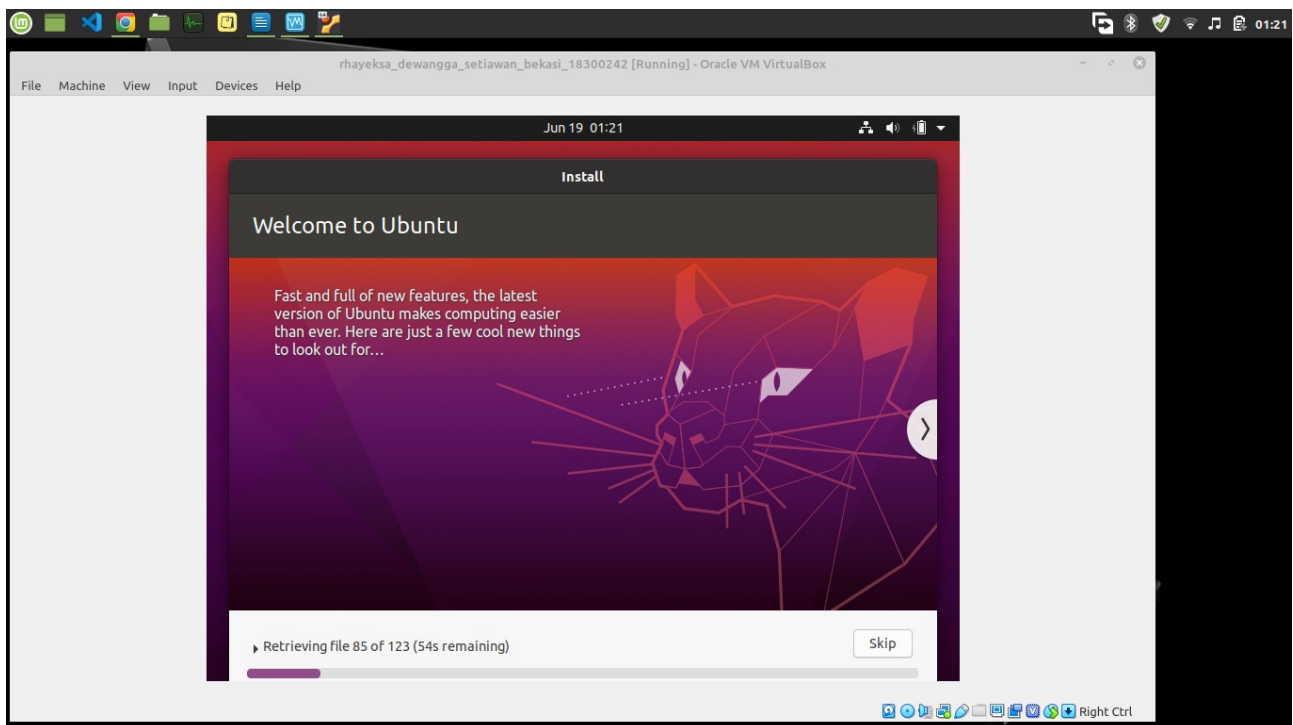 01:21
rhayeksa_dewangga_setiawan_bekasi_18300242 [Running] - Oracle VM VirtualBox
File Machine View Input Devices Help
Jun 19 01:21
Install
Welcome to Ubuntu
Fast and full of new features, the latest
version of Ubuntu makes computing easier
than ever. Here are just a few cool new things
to look out for...
Retrieving file 85 of 123 (54s remaining)
Skip
Right Ctrl